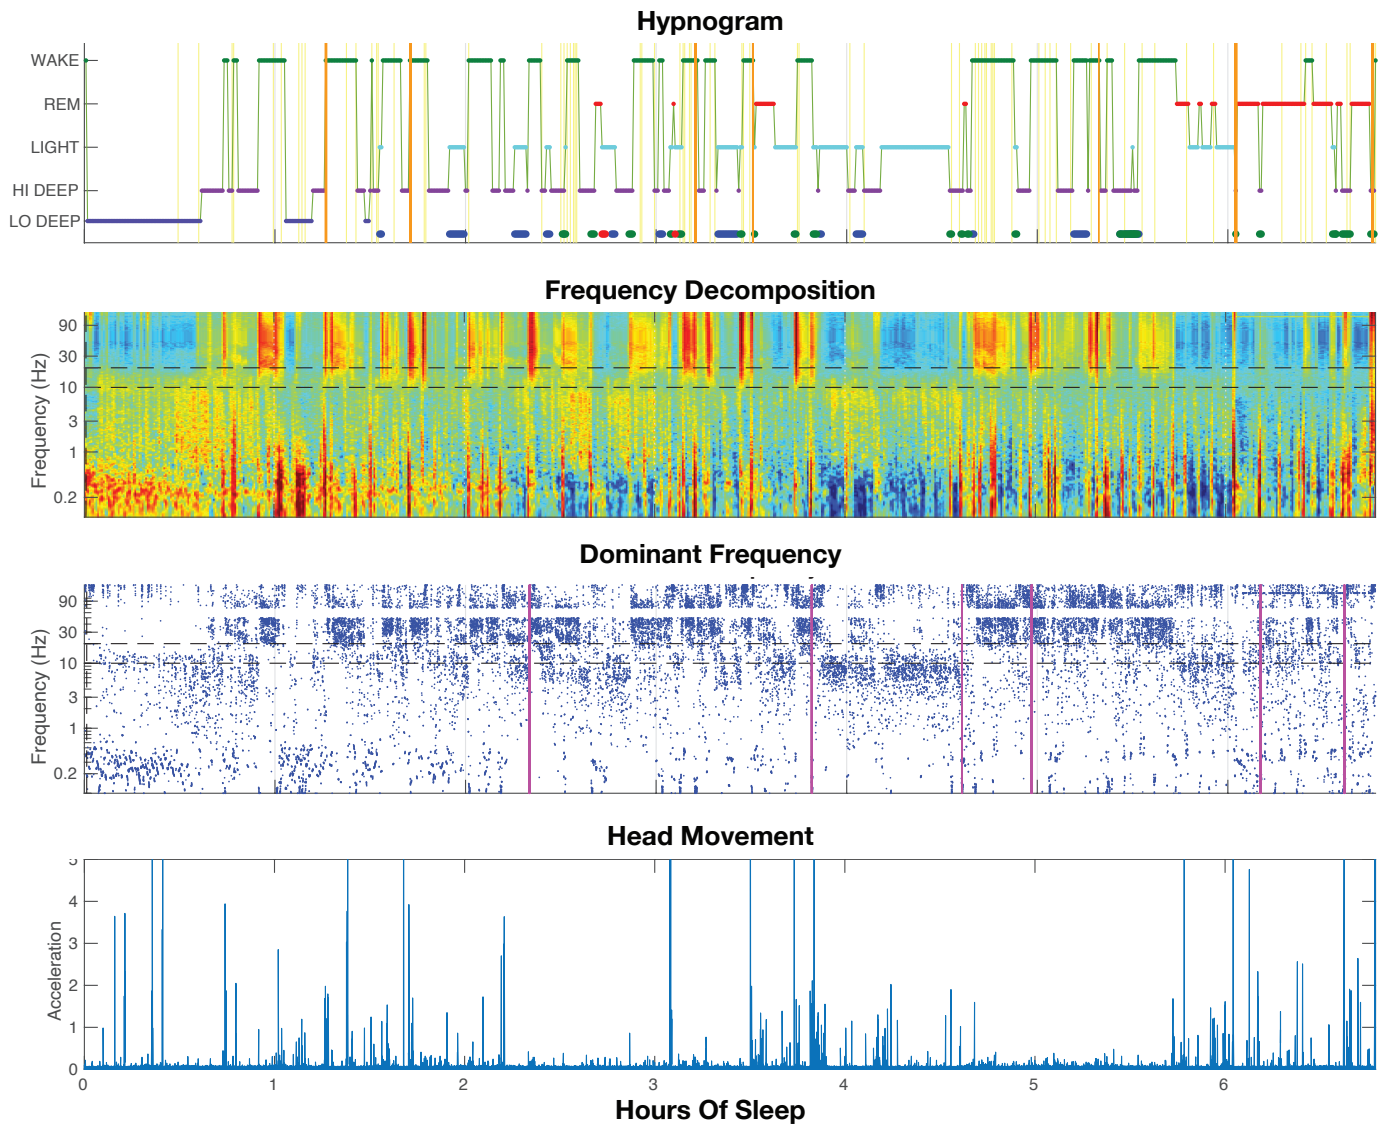 Hypnogram
WAKE
REM
LIGHT
HI DEEP
LO DEEP
Frequency Decomposition
Frequency (Hz)
90
30
10
3
1
0.2
Dominant Frequency
Frequency (Hz)
90
30
10
3
1
0.2
Head Movement
Acceleration
5
4
3
2
1
0
0 1 2 3 4 5 6
Hours Of Sleep